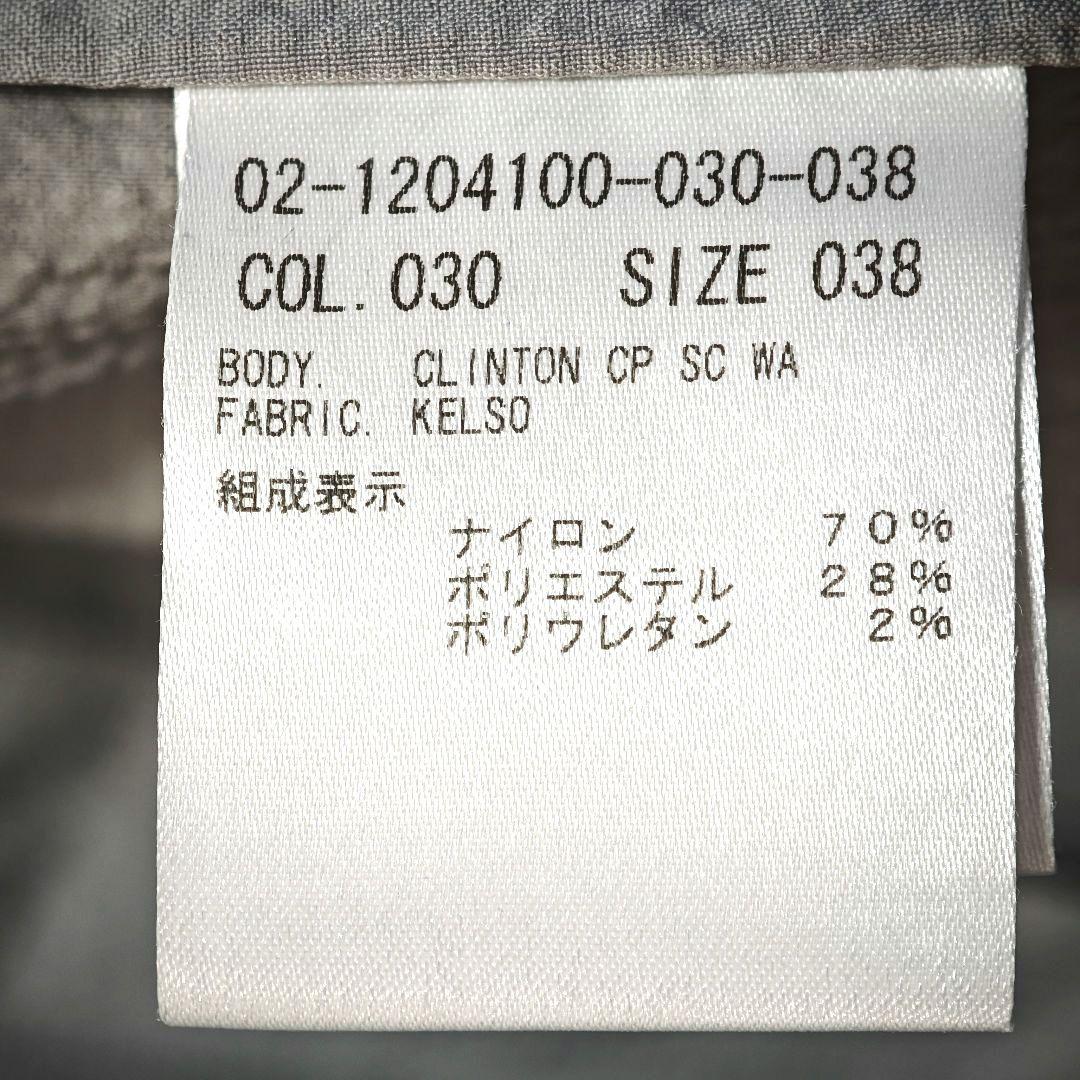 02-1204100-030-038
COL.030 SIZE 038
BODY. CLINTON CP SC WA
FABRIC. KELSO
組成表示
ナイロン 70%
ポリエステル 28%
ポリウレタン 2%